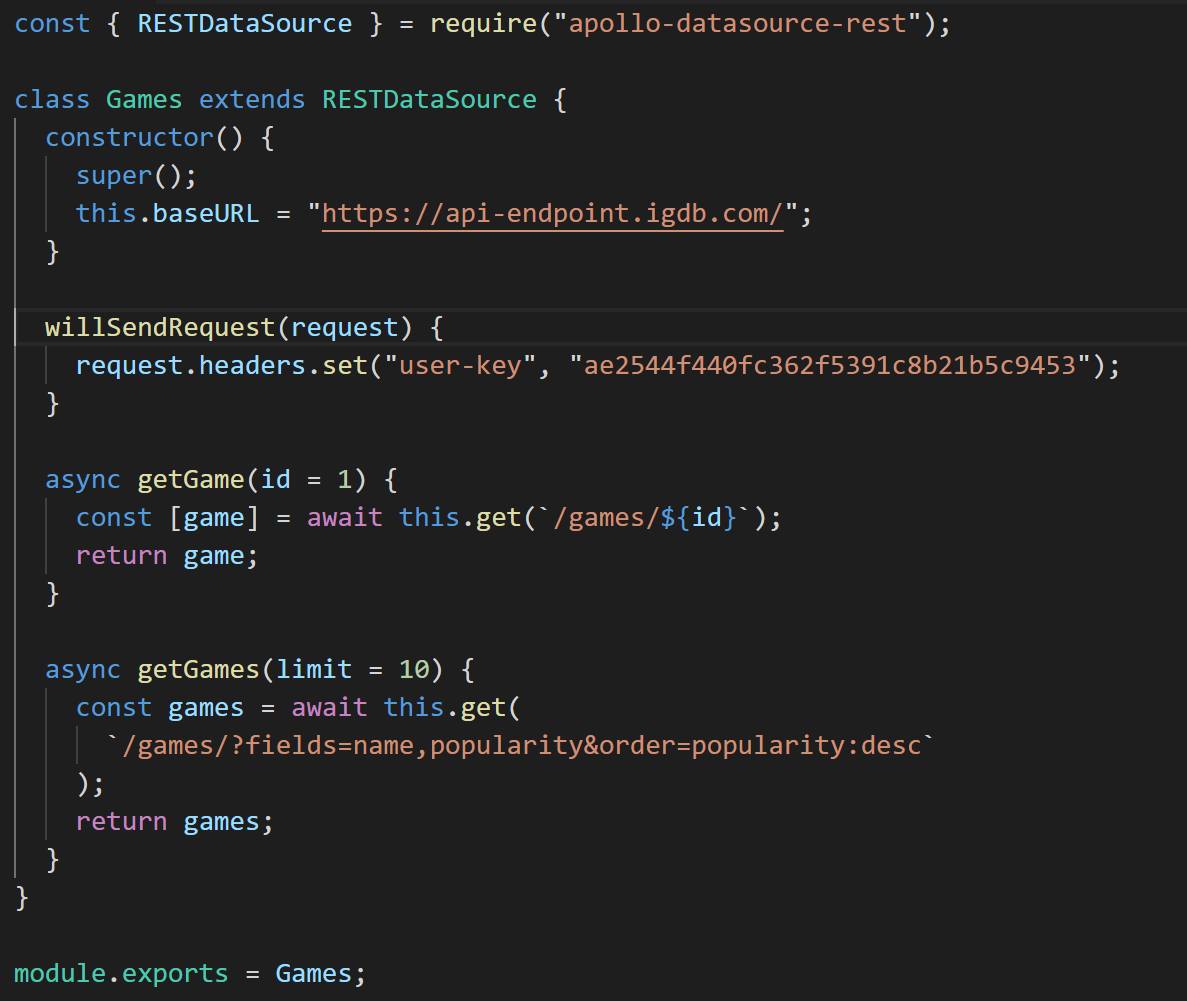 const { RESTDataSource } = require("apollo-datasource-rest");
class Games extends RESTDataSource {
constructor() {
super();
this.baseURL = "https://api-endpoint.igdb.com/";
}
willSendRequest(request) {
request.headers.set("user-key", "ae2544f440fc362f5391c8b21b5c9453");
}
async getGame(id = 1) {
const [game] = await this.get(`/games/${id}`);
return game;
}
async getGames(limit = 10) {
const games = await this.get(
`/games/?fields=name,popularity&order=popularity:desc`
);
return games;
}
}
module.exports = Games;